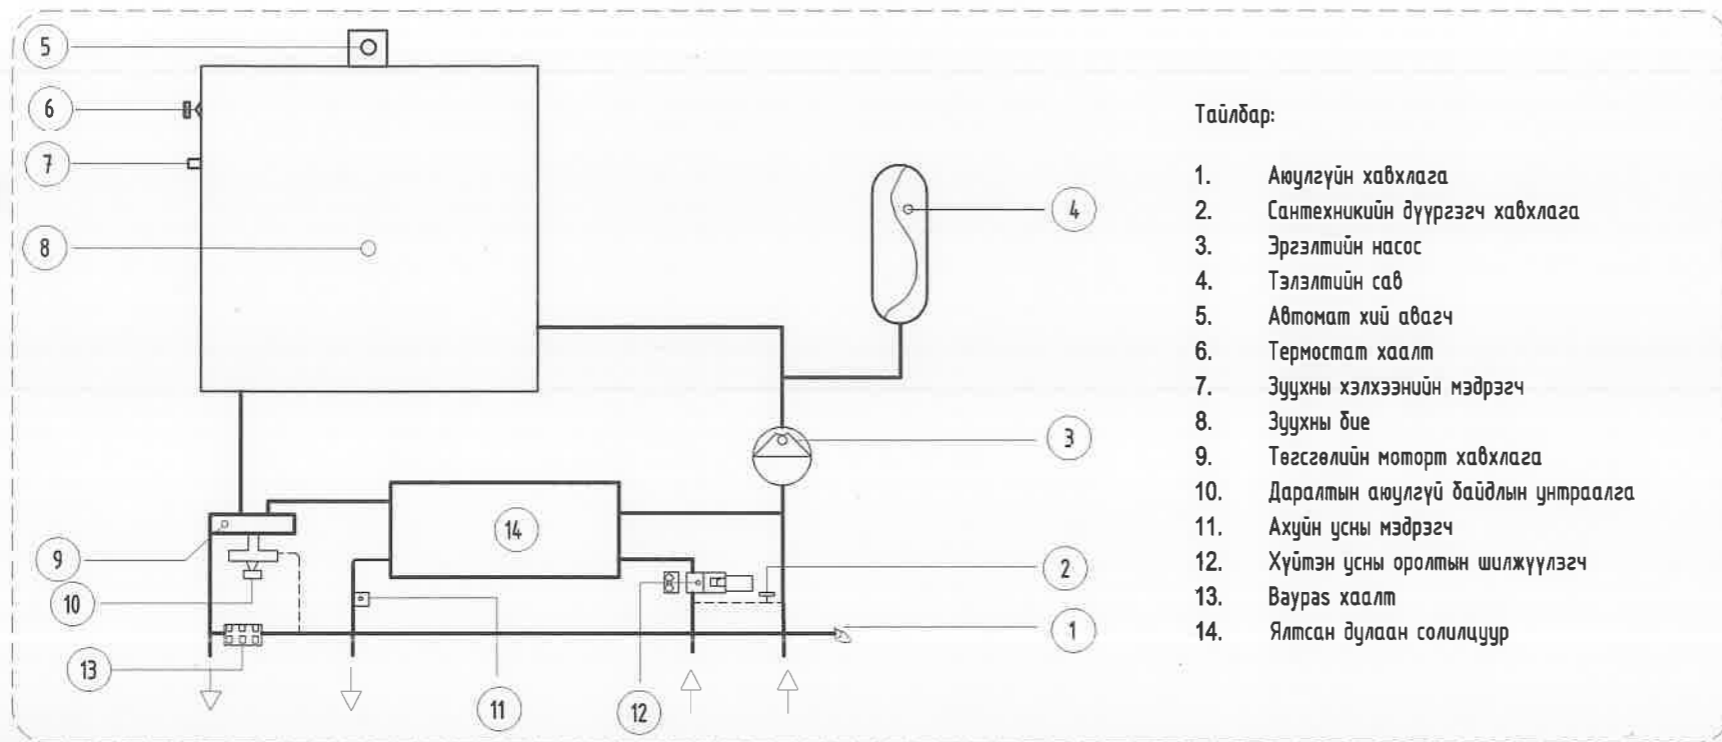 Тайлбар:
1. Аюулгүйн хавхлага
2. Сантехникийн дүүргэгч хавхлага
3. Эргэлтийн насос
4. Тэлэлтийн сав
5. Автомат хий авагч
6. Термостат хаалт
7. Зуухны хэлхээнийн мэдрэгч
8. Зуухны бие
9. Төгсгөлийн моторт хавхлага
10. Даралтын аюулгүй байдлын унтраалга
11. Ахуйн усны мэдрэгч
12. Хүйтэн усны оролтын шилжүүлэгч
13. Baypas хаалт
14. Ялтсан дулаан солилцуур
5
6
7
8
4
3
14
9
10
2
1
13
11
12